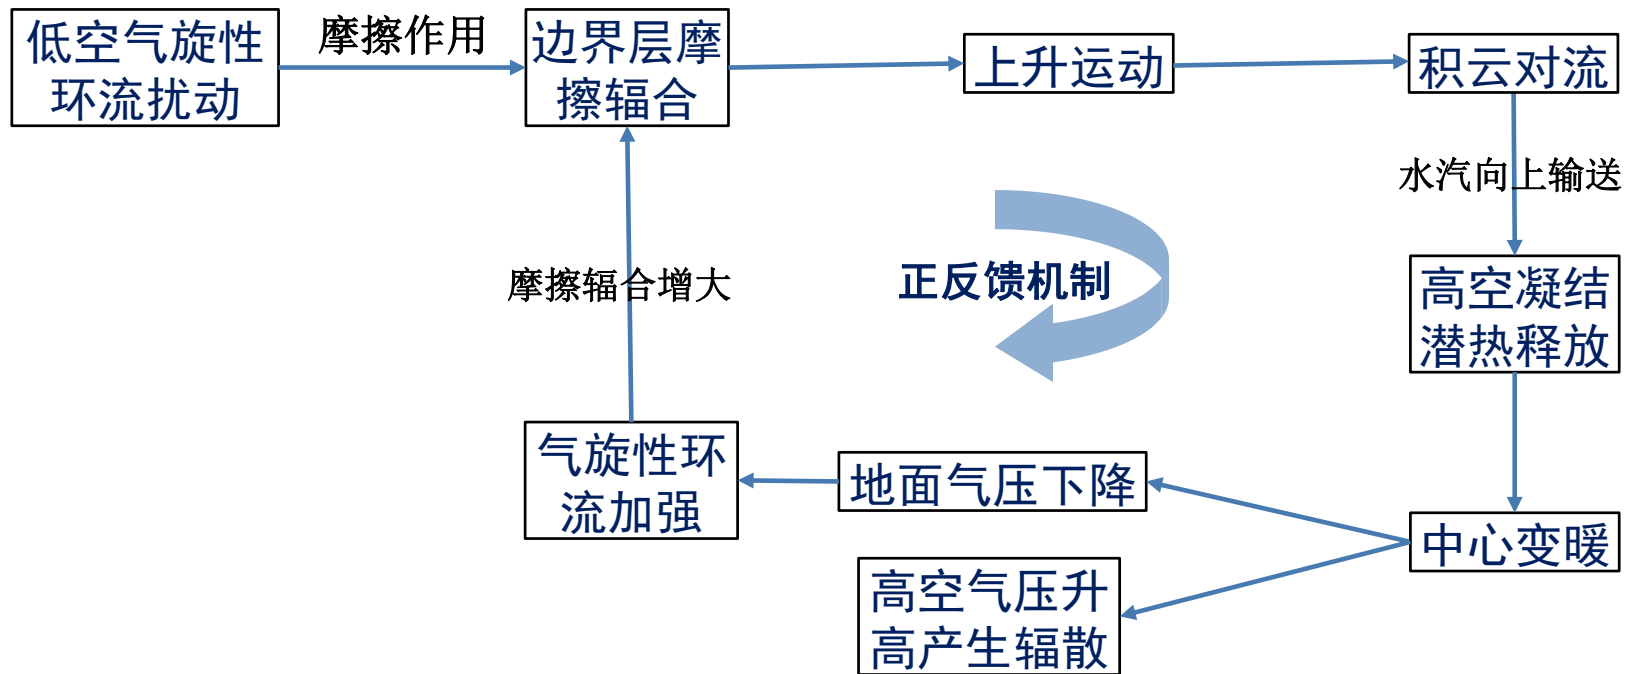 低空气旋性
环流扰动
摩擦作用
边界层摩
擦辐合
上升运动
积云对流
水汽向上输送
高空凝结
潜热释放
正反馈机制
摩擦辐合增大
中心变暖
地面气压下降
高空气压升
高产生辐散
气旋性环
流加强